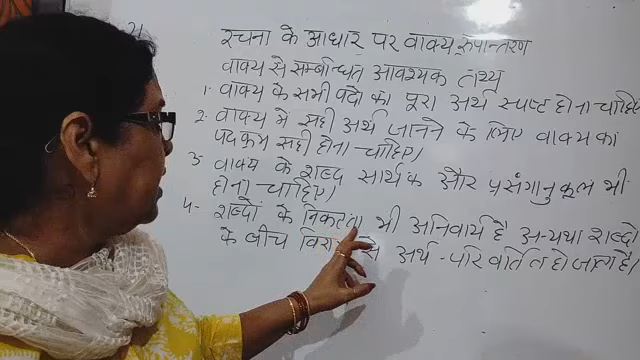 रचना के आधार पर वाक्य रूपान्तरण
वाक्य से सम्बन्धित आवश्यक तथ्य
1. वाक्य के सभी पदो का पूरा अर्थ स्पष्ट होना चाहिए
2. वाक्य मे सही अर्थ जानने के लिए वाक्य का
पदक्रम सही होना चाहिए।
3. वाक्य के शब्द सार्थक और प्रसंगानुकूल भी
होना चाहिए।
4. शब्दो के निकटता भी अनिवार्य है अन्यथा शब्दो
के बीच से अर्थ परिवर्तित हो जाता है।